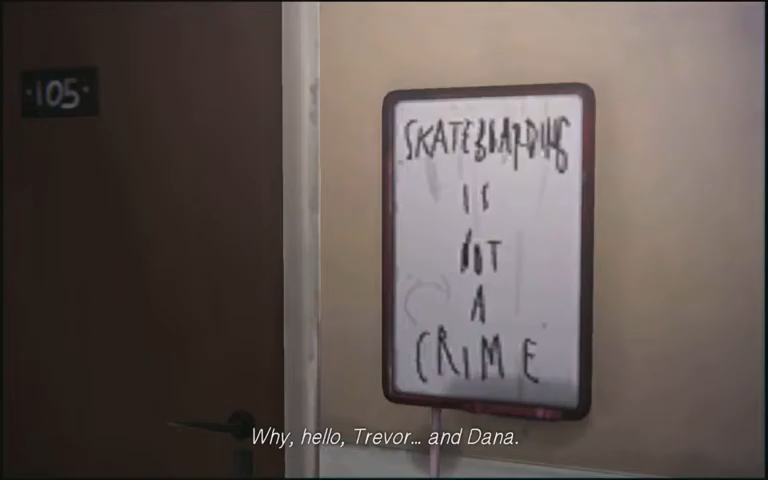 ·105·
SKATEBOARDING
IS
NOT
A
CRIME
Why, hello, Trevor... and Dana.